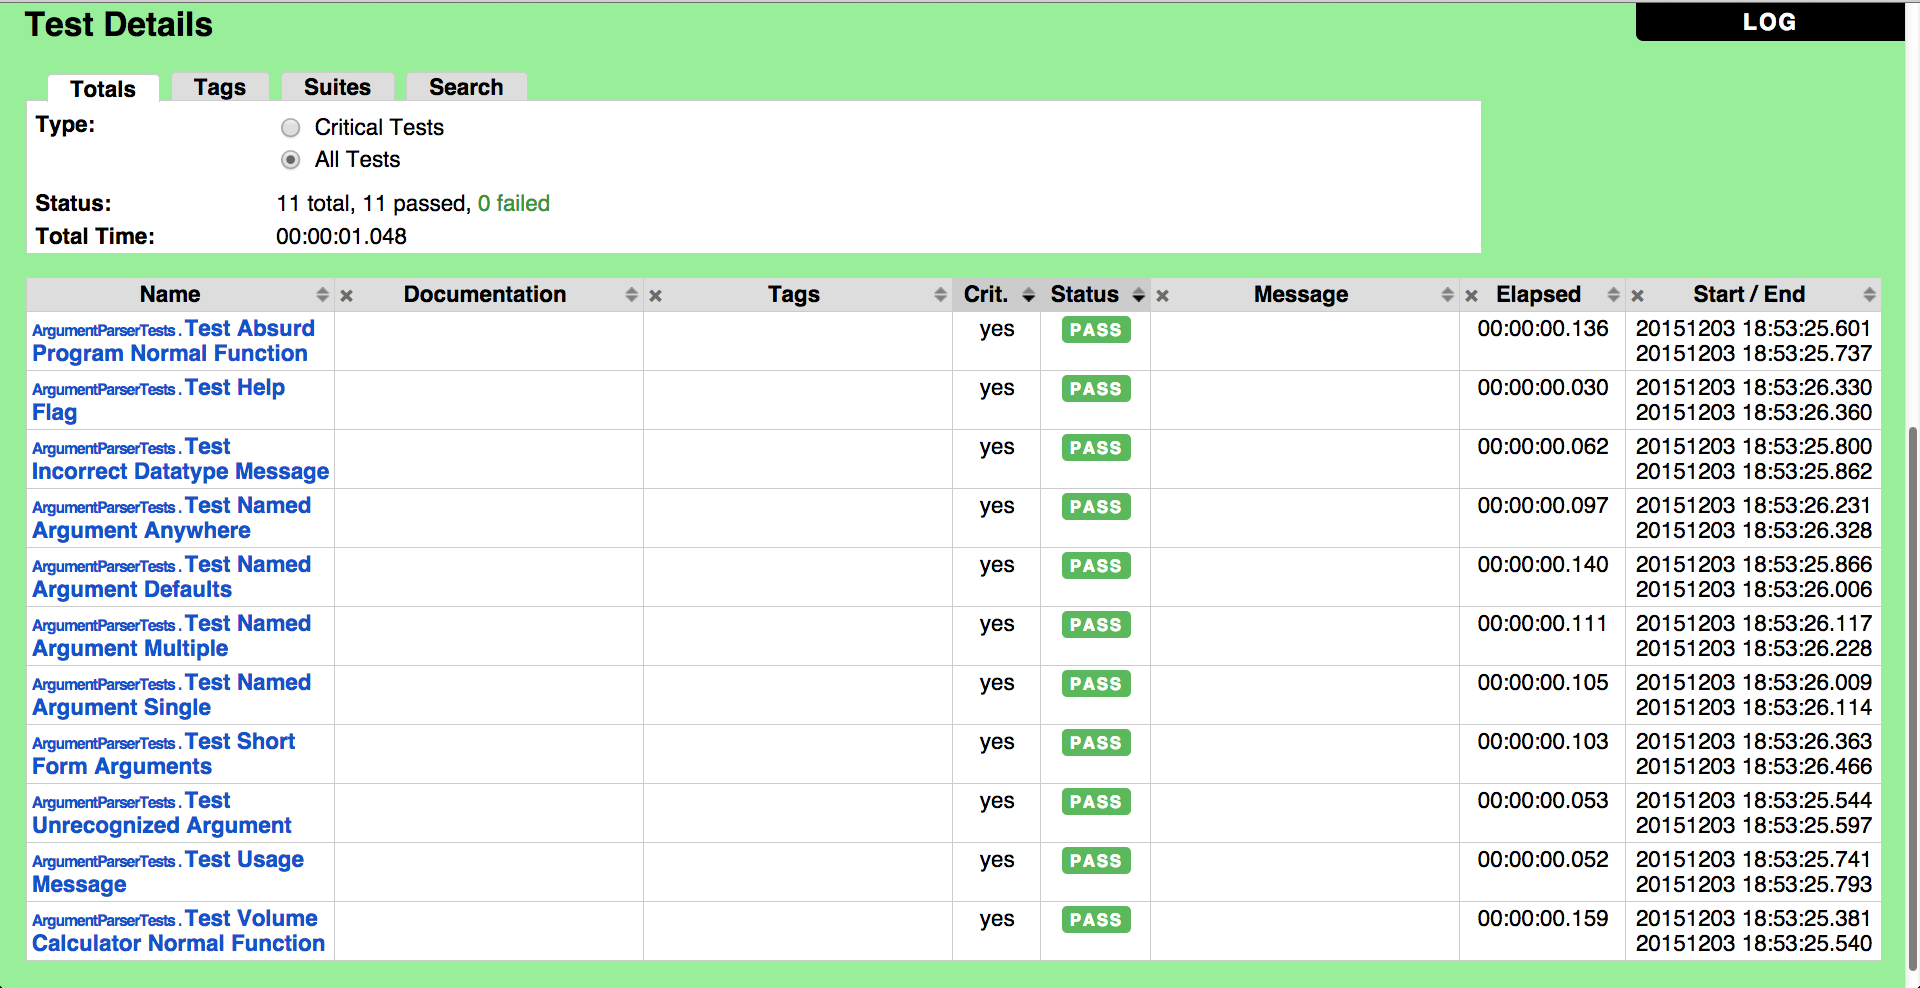 Test Details
LOG
Totals
Tags
Suites
Search
Type:
Critical Tests
All Tests
Status:
11 total, 11 passed, 0 failed
Total Time:
00:00:01.048
Name × Documentation × Tags Crit. Status × Message × Elapsed × Start / End
ArgumentParserTests . Test Absurd yes PASS 00:00:00.136 20151203 18:53:25.601
Program Normal Function 20151203 18:53:25.737
ArgumentParserTests . Test Help yes PASS 00:00:00.030 20151203 18:53:26.330
Flag 20151203 18:53:26.360
ArgumentParserTests . Test yes PASS 00:00:00.062 20151203 18:53:25.800
Incorrect Datatype Message 20151203 18:53:25.862
ArgumentParserTests . Test Named yes PASS 00:00:00.097 20151203 18:53:26.231
Argument Anywhere 20151203 18:53:26.328
ArgumentParserTests . Test Named yes PASS 00:00:00.140 20151203 18:53:25.866
Argument Defaults 20151203 18:53:26.006
ArgumentParserTests . Test Named yes PASS 00:00:00.111 20151203 18:53:26.117
Argument Multiple 20151203 18:53:26.228
ArgumentParserTests . Test Named yes PASS 00:00:00.105 20151203 18:53:26.009
Argument Single 20151203 18:53:26.114
ArgumentParserTests . Test Short yes PASS 00:00:00.103 20151203 18:53:26.363
Form Arguments 20151203 18:53:26.466
ArgumentParserTests . Test yes PASS 00:00:00.053 20151203 18:53:25.544
Unrecognized Argument 20151203 18:53:25.597
ArgumentParserTests . Test Usage yes PASS 00:00:00.052 20151203 18:53:25.741
Message 20151203 18:53:25.793
ArgumentParserTests . Test Volume yes PASS 00:00:00.159 20151203 18:53:25.381
Calculator Normal Function 20151203 18:53:25.540